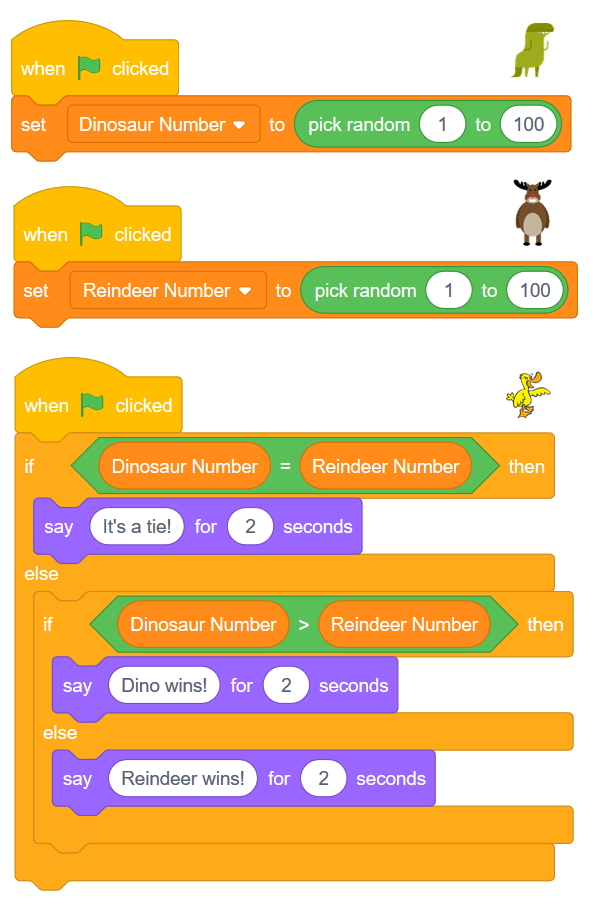 when clicked
set Dinosaur Number to pick random 1 to 100
when clicked
set Reindeer Number to pick random 1 to 100
when clicked
if Dinosaur Number = Reindeer Number then
say It's a tie! for 2 seconds
else
if Dinosaur Number > Reindeer Number then
say Dino wins! for 2 seconds
else
say Reindeer wins! for 2 seconds